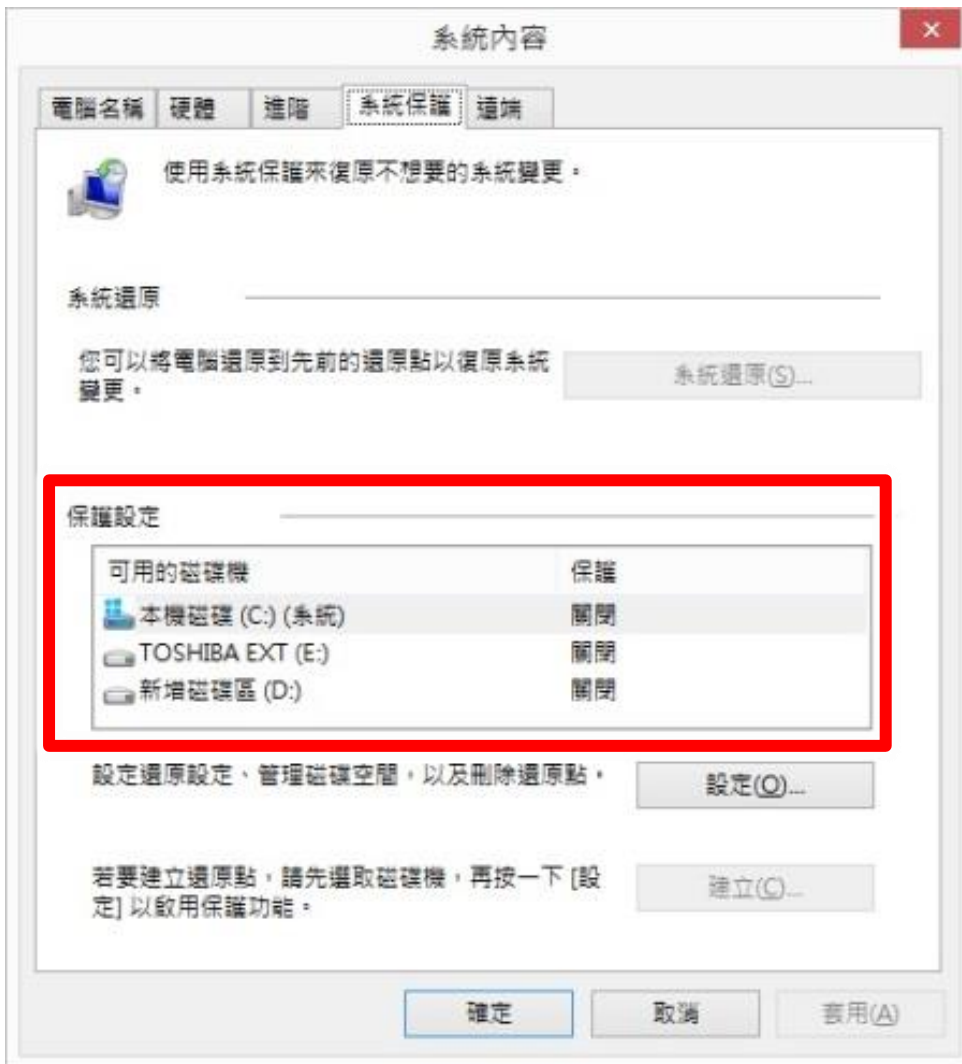 系統內容
電腦名稱 硬體 進階 系統保護 遠端
使用系統保護來復原不想要的系統變更。
系統還原
您可以將電腦還原到先前的還原點以復原系統
變更。
系統還原(S)...
保護設定
可用的磁碟機 保護
本機磁碟 (C:) (系統) 關閉
TOSHIBA EXT (E:) 關閉
新增磁碟區 (D:) 關閉
設定還原設定、管理磁碟空間，以及刪除還原點。
設定(O)...
若要建立還原點，請先選取磁碟機，再按一下 [設
定] 以啟用保護功能。
建立(C)...
確定 取消 套用(A)